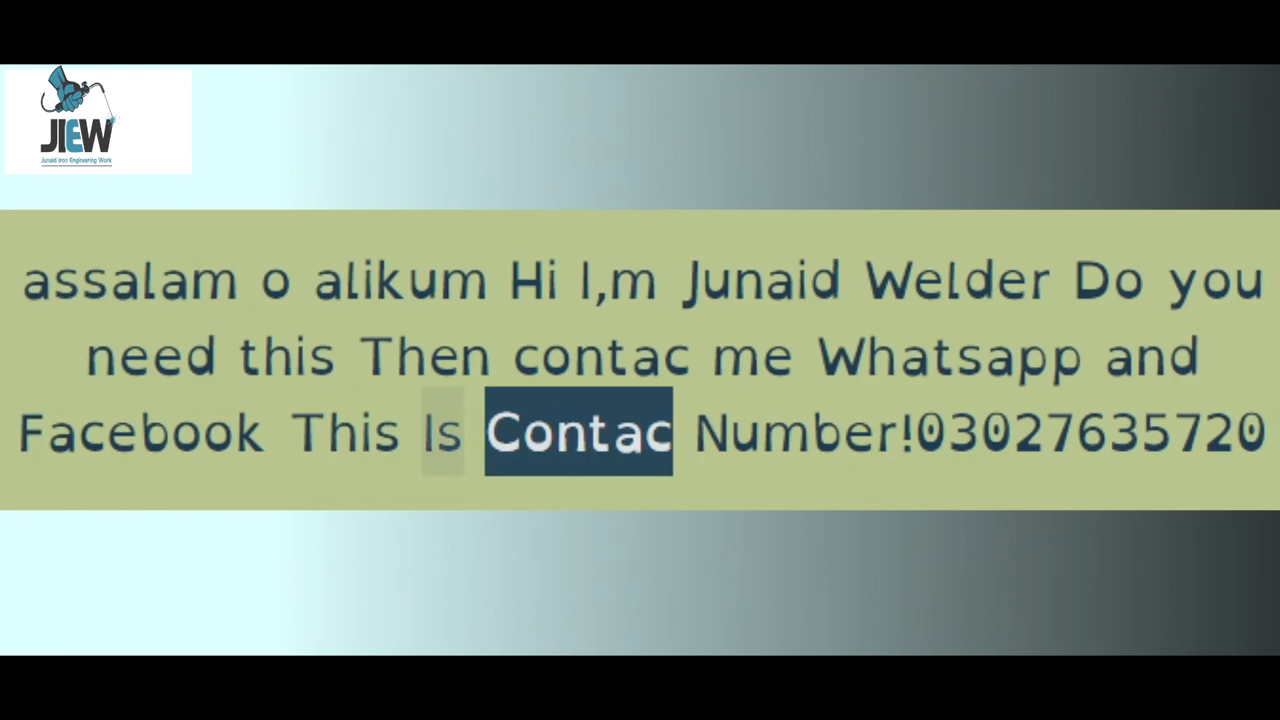 JIEW
Junaid Iron Engineering Work
assalam o alikum Hi I,m Junaid Welder Do you
need this Then contac me Whatsapp and
Facebook This Is Contac Number!03027635720